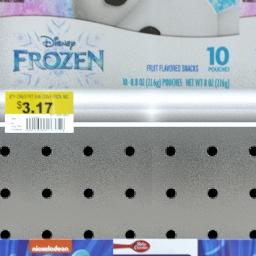 Disney
FROZEN
FRUIT FLAVORED SNACKS
10
POUCHES
10-0.8 OZ (22.6g) POUCHES NET WT 8 OZ (226g)
$3.17
nickelodeon
Betty
Crocker